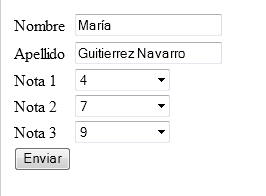 Nombre María
Apellido Guitierrez Navarro
Nota 1 4
Nota 2 7
Nota 3 9
Enviar